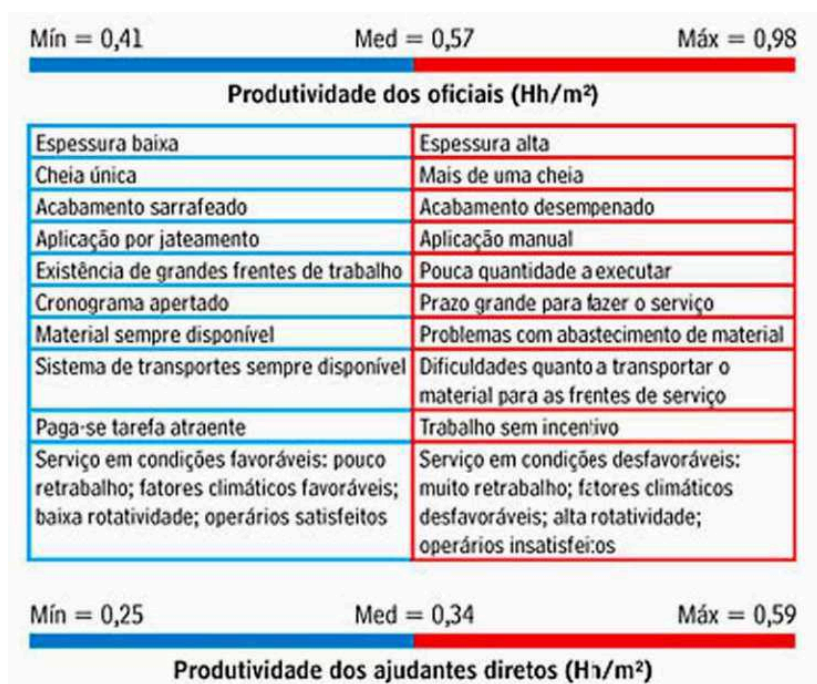 Mín = 0,41 Med = 0,57 Máx = 0,98
Produtividade dos oficiais (Hh/m²)
Espessura baixa Espessura alta
Cheia única Mais de uma cheia
Acabamento sarrafeado Acabamento desempenado
Aplicação por jateamento Aplicação manual
Existência de grandes frentes de trabalho Pouca quantidade a executar
Cronograma apertado Prazo grande para fazer o serviço
Material sempre disponível Problemas com abastecimento de material
Sistema de transportes sempre disponível Dificuldades quanto a transportar o
material para as frentes de serviço
Paga-se tarefa atraente Trabalho sem incentivo
Serviço em condições favoráveis: pouco Serviço em condições desfavoráveis:
retrabalho; fatores climáticos favoráveis; muito retrabalho; fatores climáticos
baixa rotatividade; operários satisfeitos desfavoráveis; alta rotatividade;
operários insatisfeitos
Mín = 0,25 Med = 0,34 Máx = 0,59
Produtividade dos ajudantes diretos (Hh/m²)